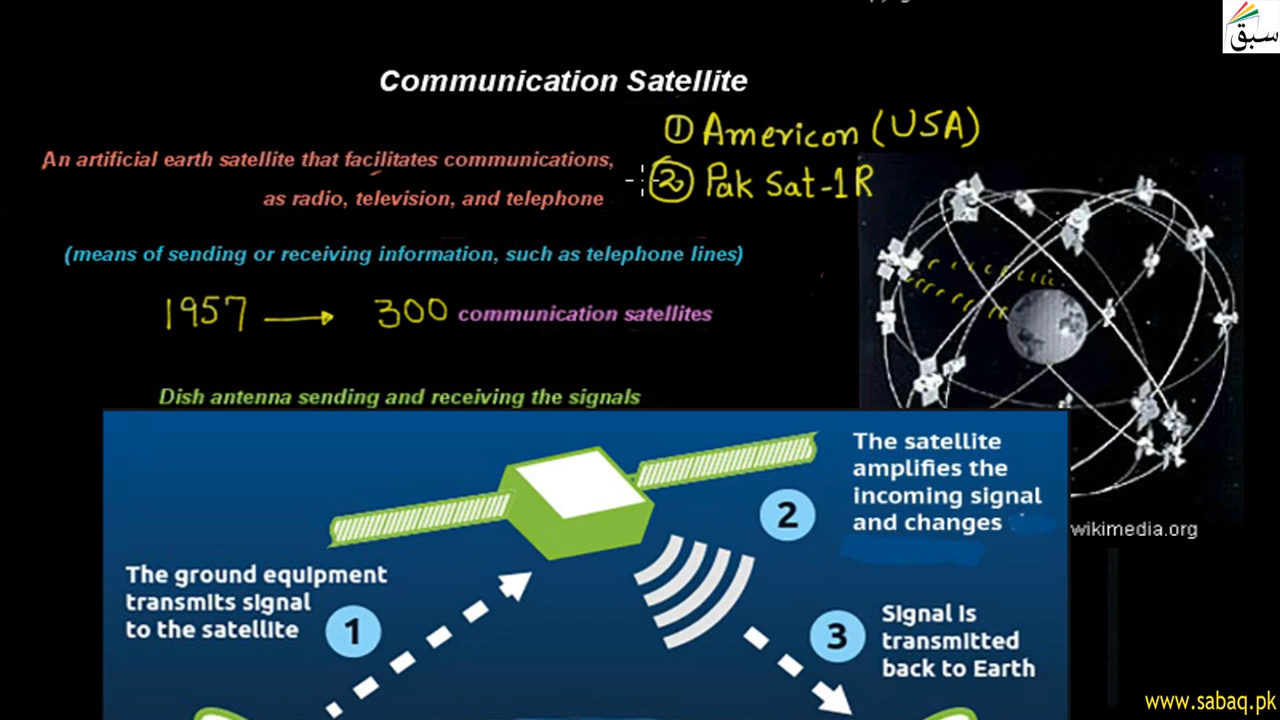 سبق
Communication Satellite
① Americon (USA)
An artificial earth satellite that facilitates communications,
as radio, television, and telephone
② Pak Sat-1R
(means of sending or receiving information, such as telephone lines)
1957 → 300 communication satellites
Dish antenna sending and receiving the signals
The satellite
amplifies the
incoming signal
and changes
2
wikimedia.org
The ground equipment
transmits signal
to the satellite
1
3
Signal is
transmitted
back to Earth
www.sabaq.pk